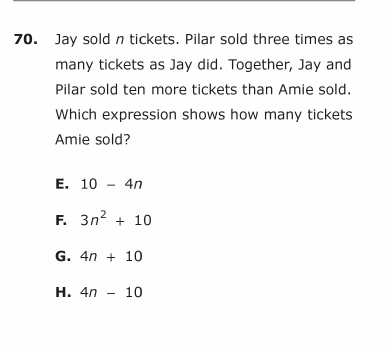 70. Jay sold n tickets. Pilar sold three times as
many tickets as Jay did. Together, Jay and
Pilar sold ten more tickets than Amie sold.
Which expression shows how many tickets
Amie sold?
E. 10 − 4n
F. 3n² + 10
G. 4n + 10
H. 4n − 10